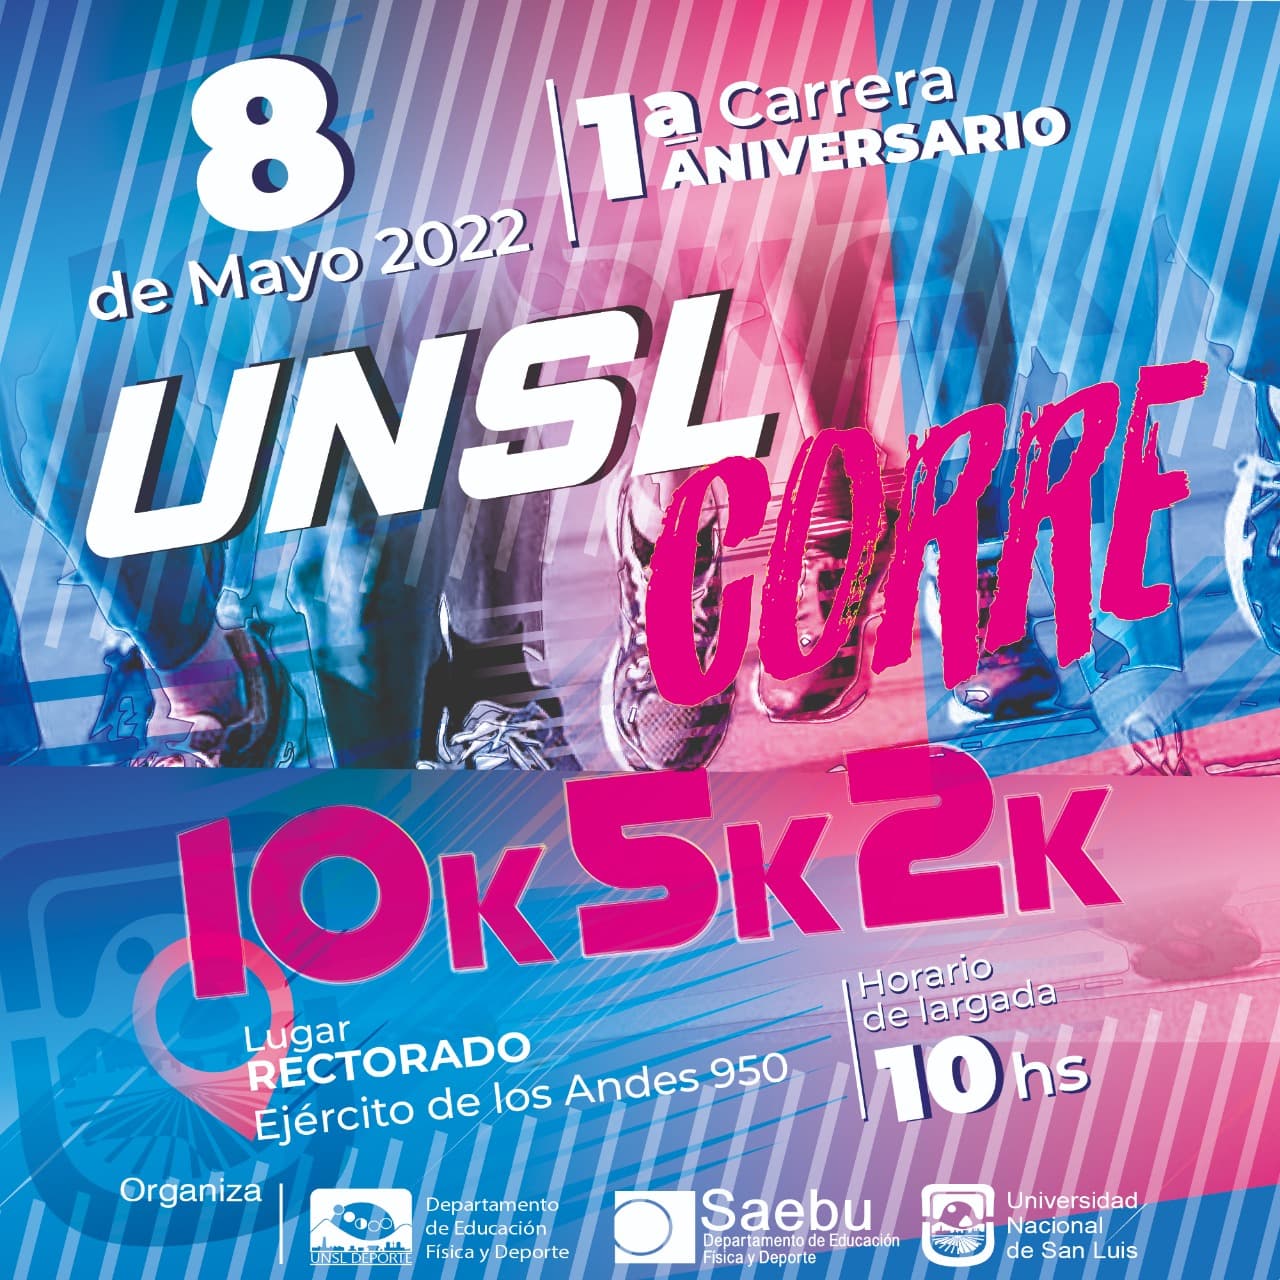 8
de Mayo 2022
1ª Carrera
ANIVERSARIO
UNSL
CORRE
10K 5K 2K
Lugar
RECTORADO
Ejército de los Andes 950
Horario
de largada
10 hs
Organiza
UNSL DEPORTE
Departamento
de Educación
Física y Deporte
Saebu
Departamento de Educación
Física y Deporte
Universidad
Nacional
de San Luis